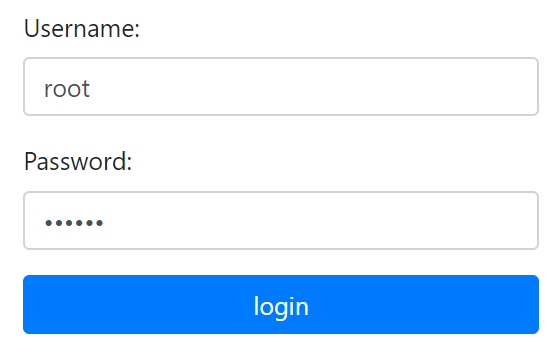 Username:
root
Password:
••••••
login